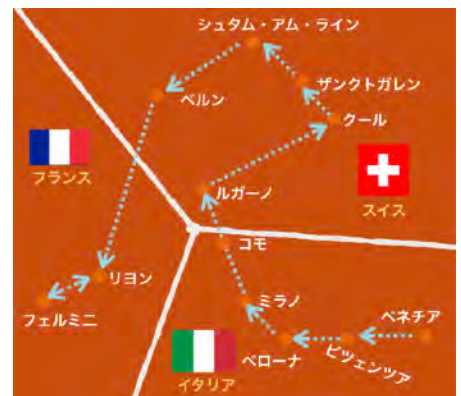 シュタム・アム・ライン
ザンクトガレン
ベルン
クール
フランス
ルガーノ
スイス
コモ
リヨン
ミラノ
ベネチア
フェルミニ
ビツェンツア
ベローナ
イタリア